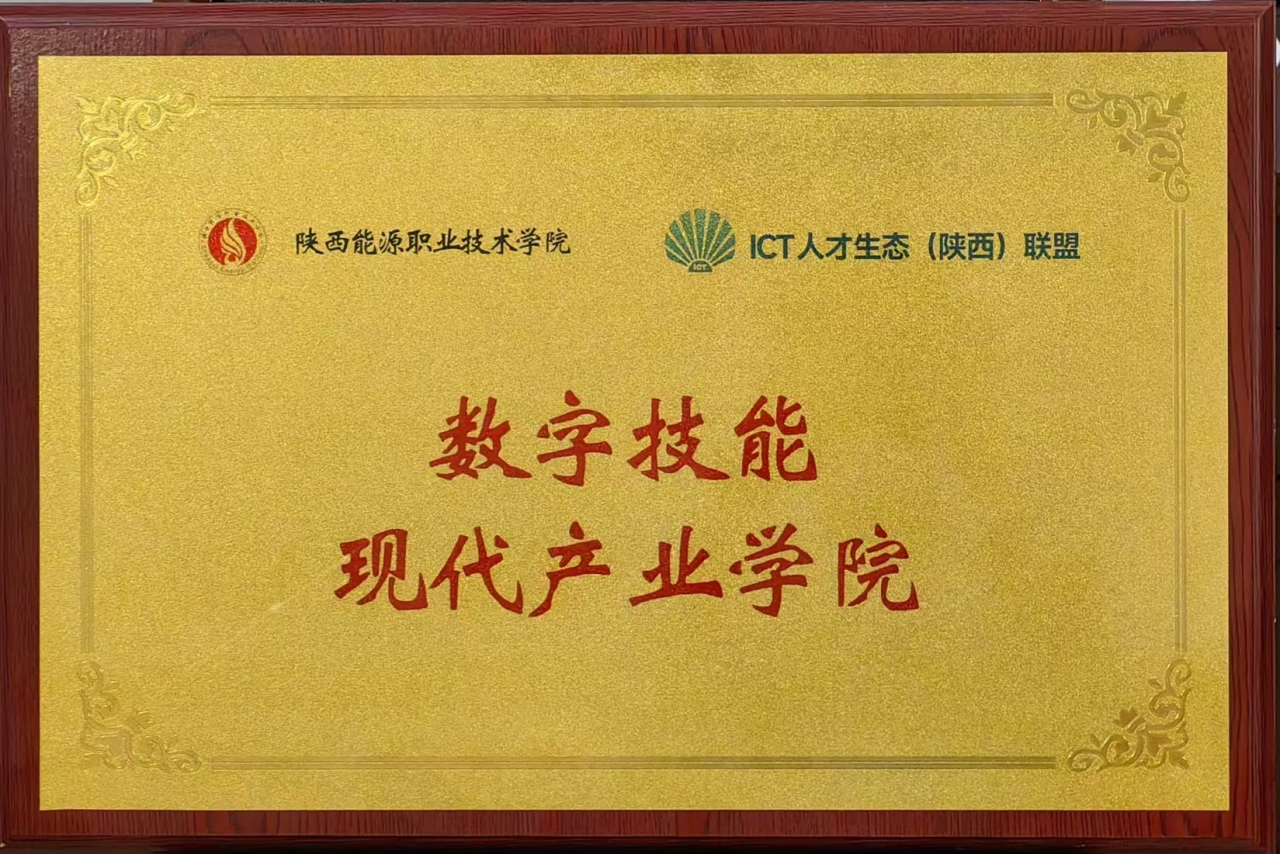 陕西能源职业技术学院
ICT
ICT人才生态（陕西）联盟
数字技能
现代产业学院